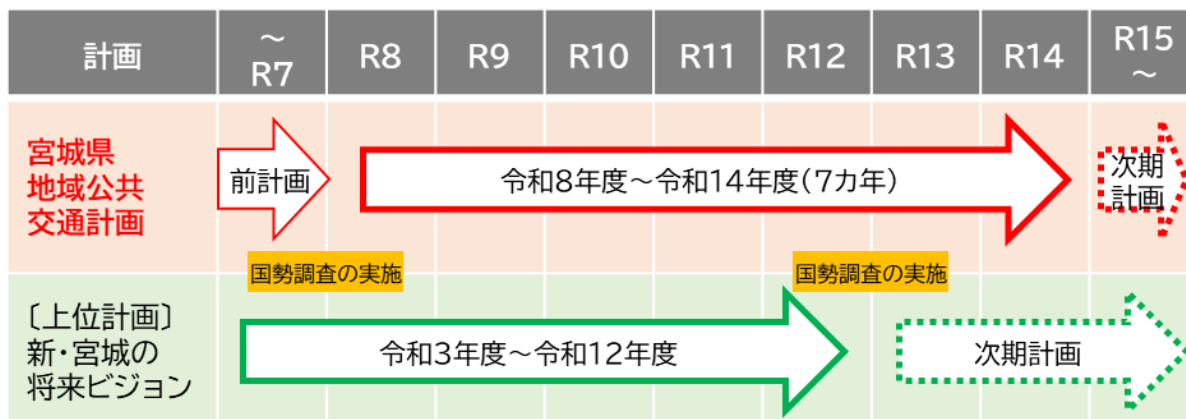 計画
～
R7
R8
R9
R10
R11
R12
R13
R14
R15
～
宮城県
地域公共
交通計画
前計画
令和8年度～令和14年度(7カ年)
次期
計画
国勢調査の実施
国勢調査の実施
〔上位計画〕
新・宮城の
将来ビジョン
令和3年度～令和12年度
次期計画